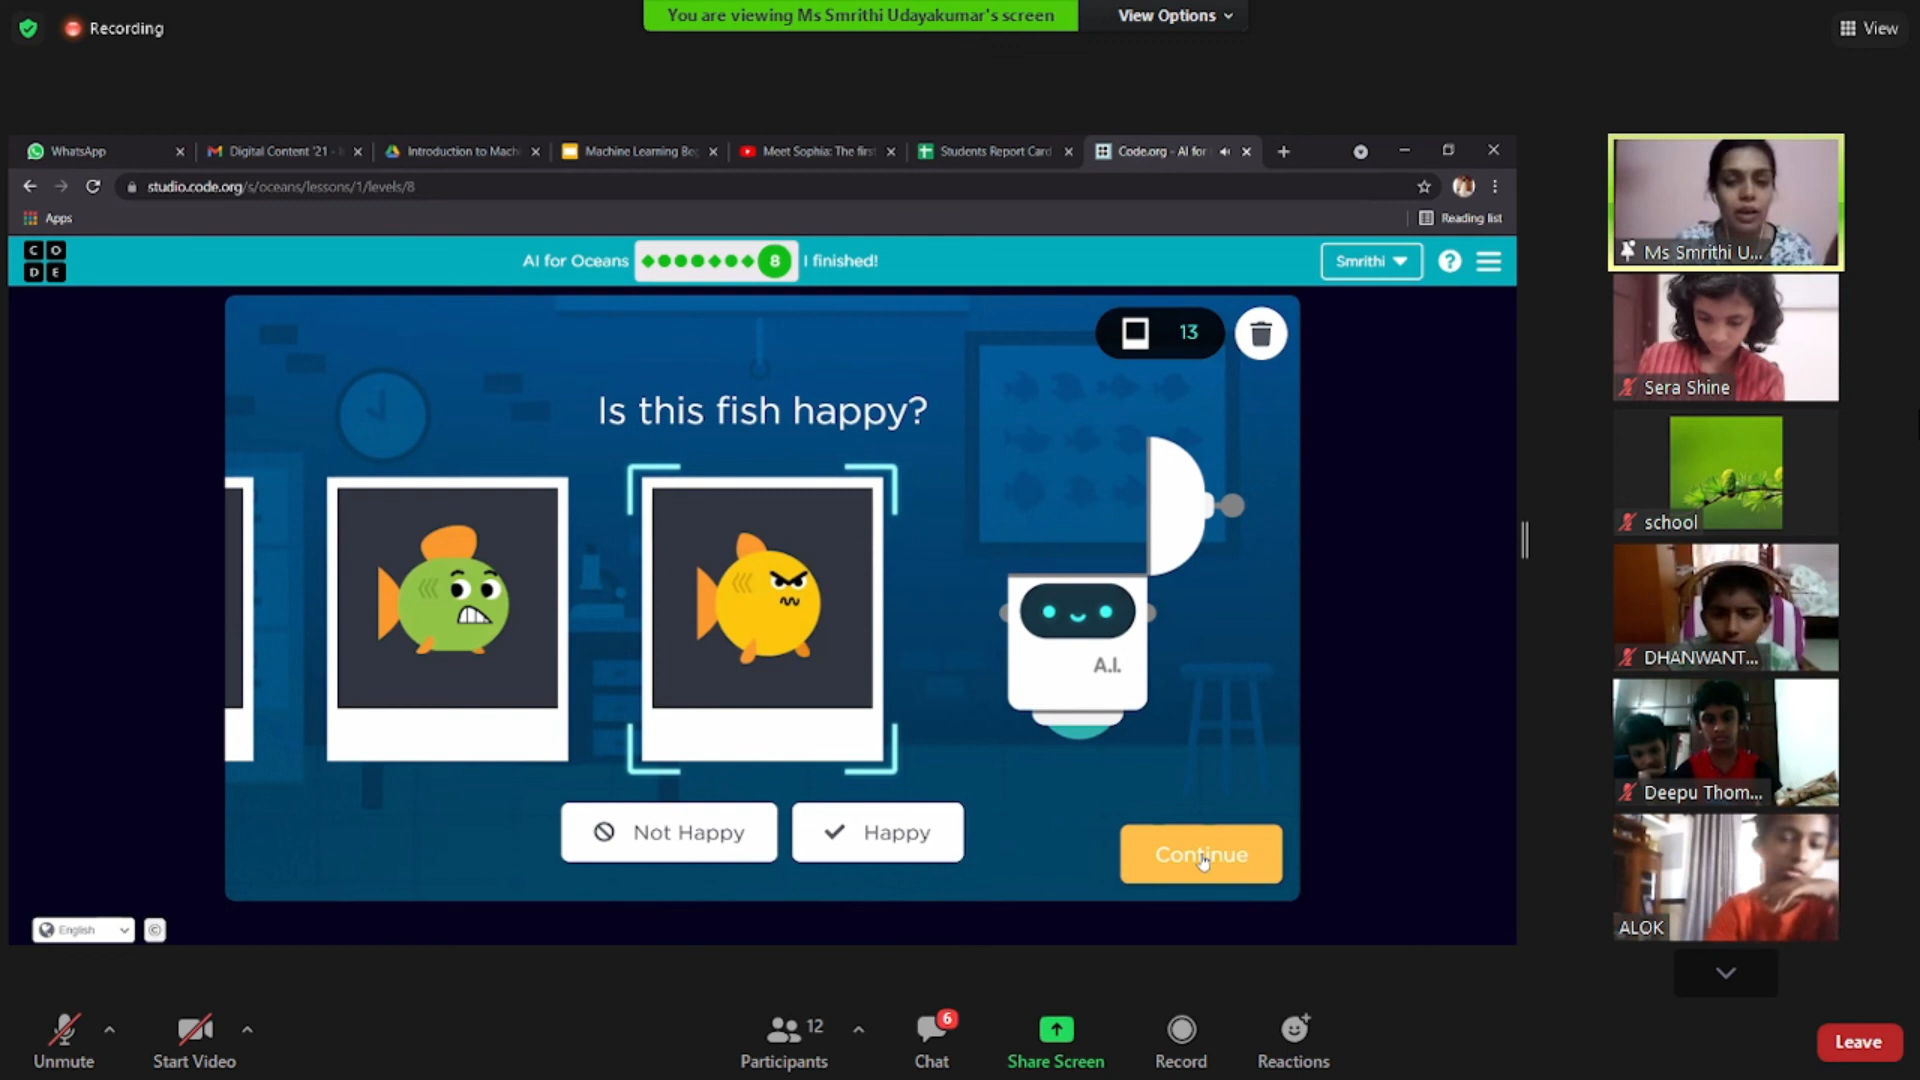 Recording
You are viewing Ms Smrithi Udayakumar's screen
View Options
View
WhatsApp
Digital Content '21 -
Introduction to Mach
Machine Learning Be
Meet Sophia: The first
Students Report Card
Code.org - AI for
studio.code.org/s/oceans/lessons/1/levels/8
Apps
Reading list
C O
D E
AI for Oceans
8
I finished!
Smrithi
?
13
Is this fish happy?
A.I.
Not Happy
Happy
Continue
English
©
Ms Smrithi U...
Sera Shine
school
DHANWANT...
Deepu Thom...
ALOK
Unmute
Start Video
12
Participants
6
Chat
Share Screen
Record
Reactions
Leave